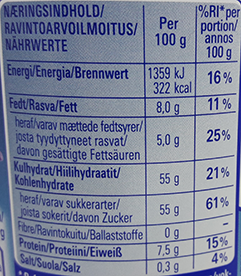 NÆRINGSINDHOLD/
RAVINTOARVOILMOITUS/
NÄHRWERTE
Per
100 g
%RI* per
portion/
annos
100 g
Energi/Energia/Brennwert
1359 kJ
322 kcal
16 %
Fedt/Rasva/Fett
8,0 g
11 %
heraf/varav mættede fedtsyrer/
josta tyydyttyneet rasvat/
davon gesättigte Fettsäuren
5,0 g
25%
Kulhydrat/Hiilihydraatit/
Kohlenhydrate
55 g
21%
heraf/varav sukkerarter/
joista sokerit/davon Zucker
55 g
61%
Fibre/Ravintokuitu/Ballaststoffe
0 g
-
Protein/Proteiini/Eiweiß
7,5 g
15%
Salt/Suola/Salz
0,3 g
4%